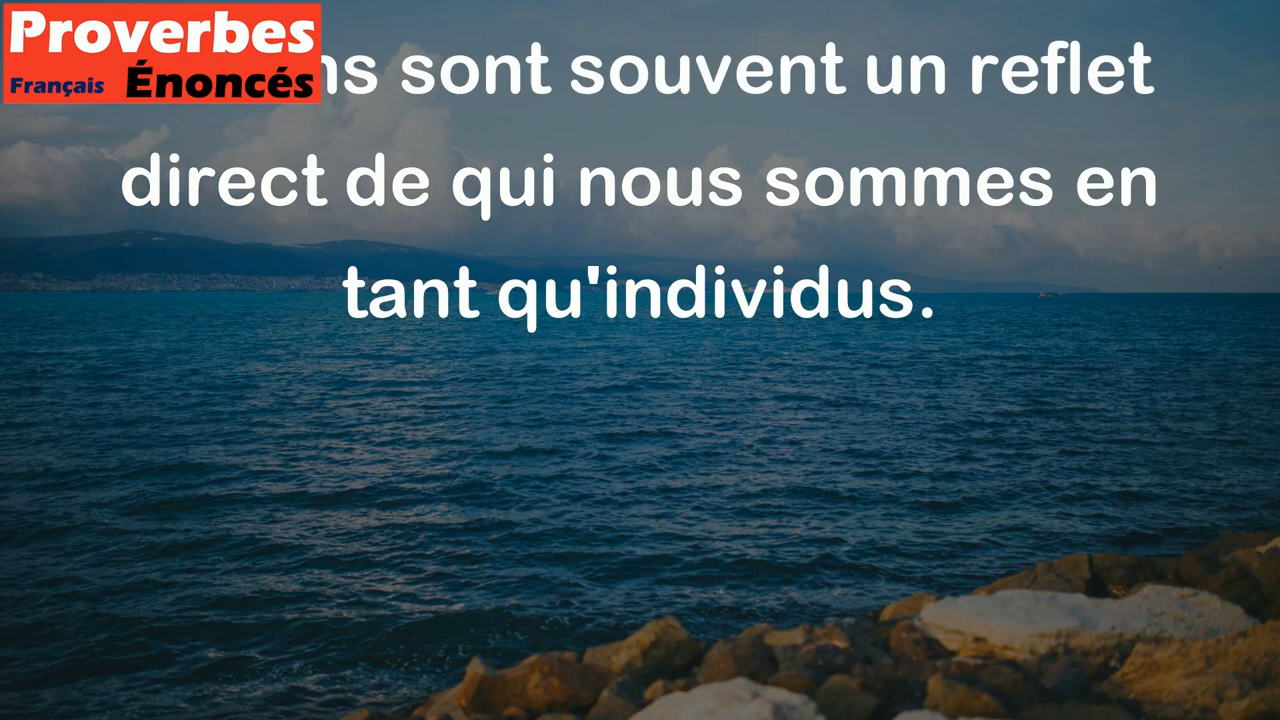 Proverbes
Français Énoncés
sont souvent un reflet
direct de qui nous sommes en
tant qu'individus.